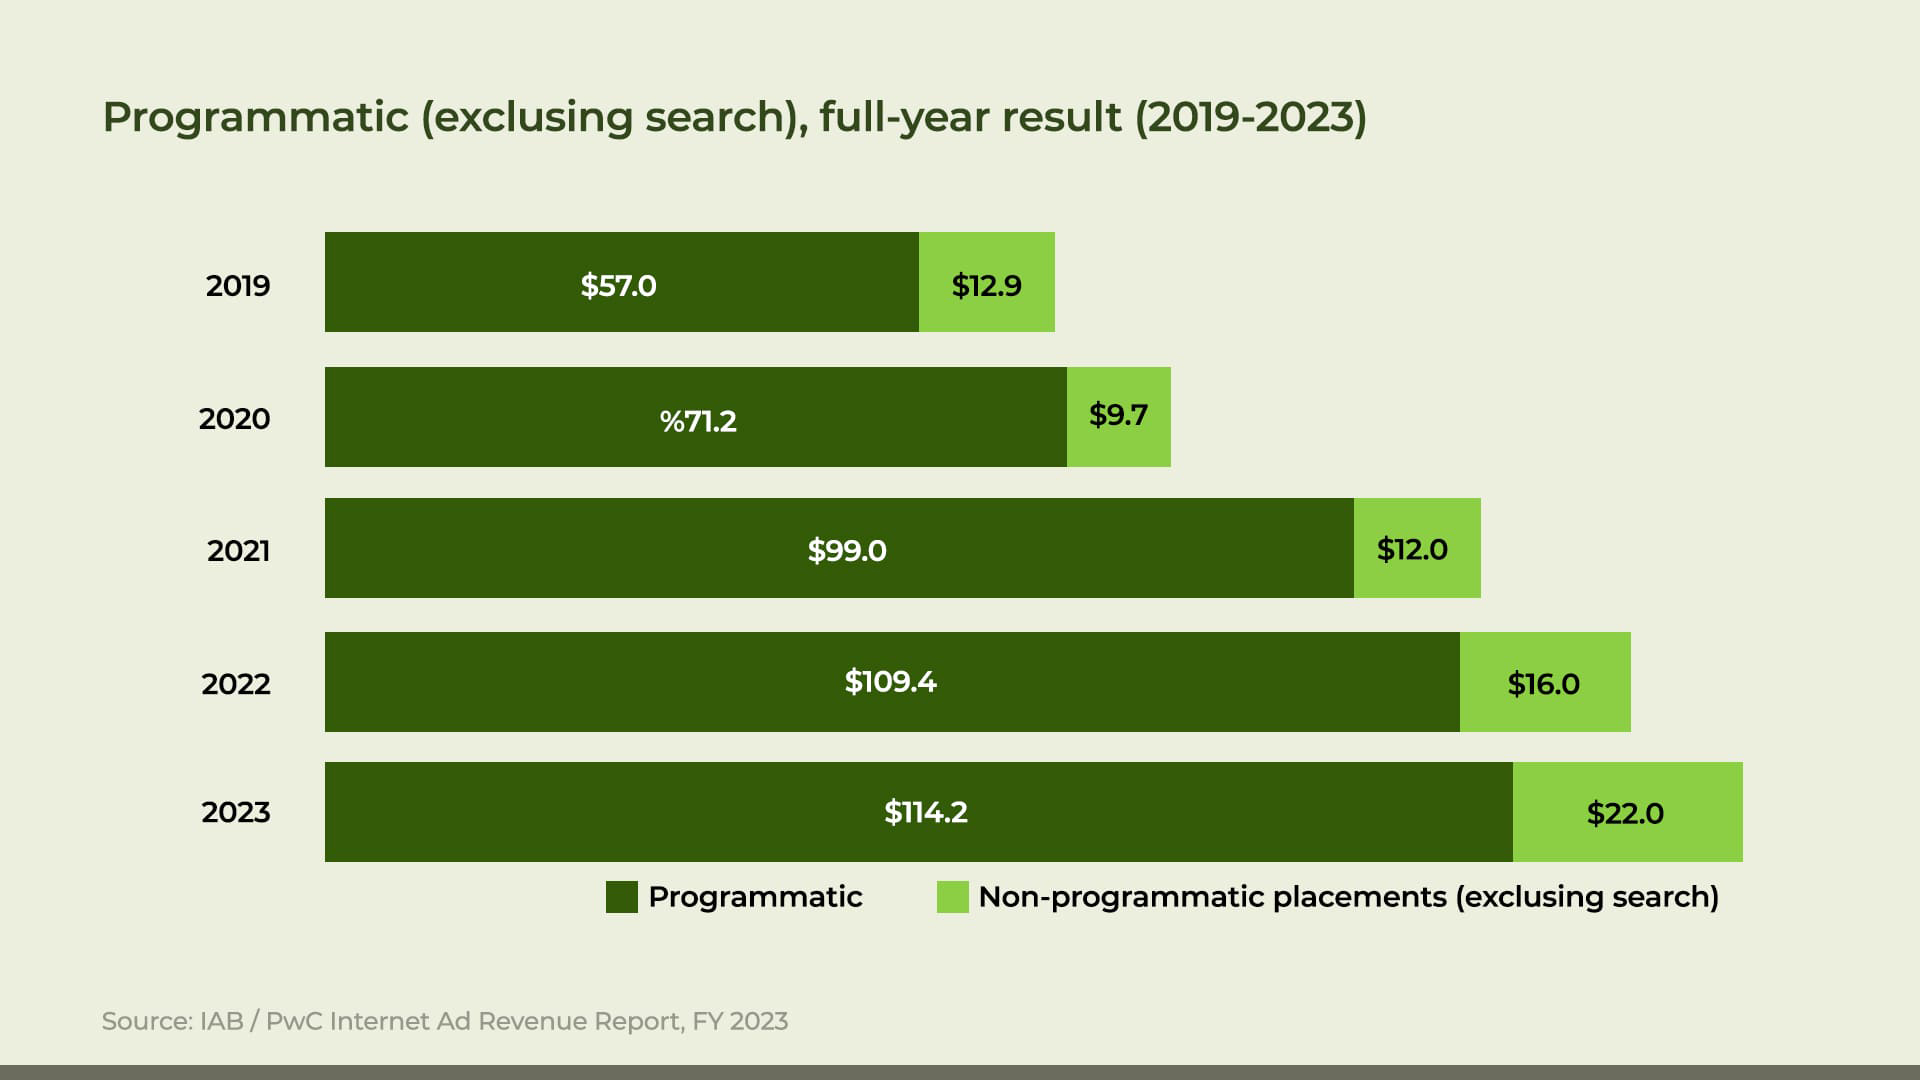 Programmatic (exclusing search), full-year result (2019-2023)
2019 $57.0 $12.9
2020 %71.2 $9.7
2021 $99.0 $12.0
2022 $109.4 $16.0
2023 $114.2 $22.0
Programmatic Non-programmatic placements (exclusing search)
Source: IAB / PwC Internet Ad Revenue Report, FY 2023